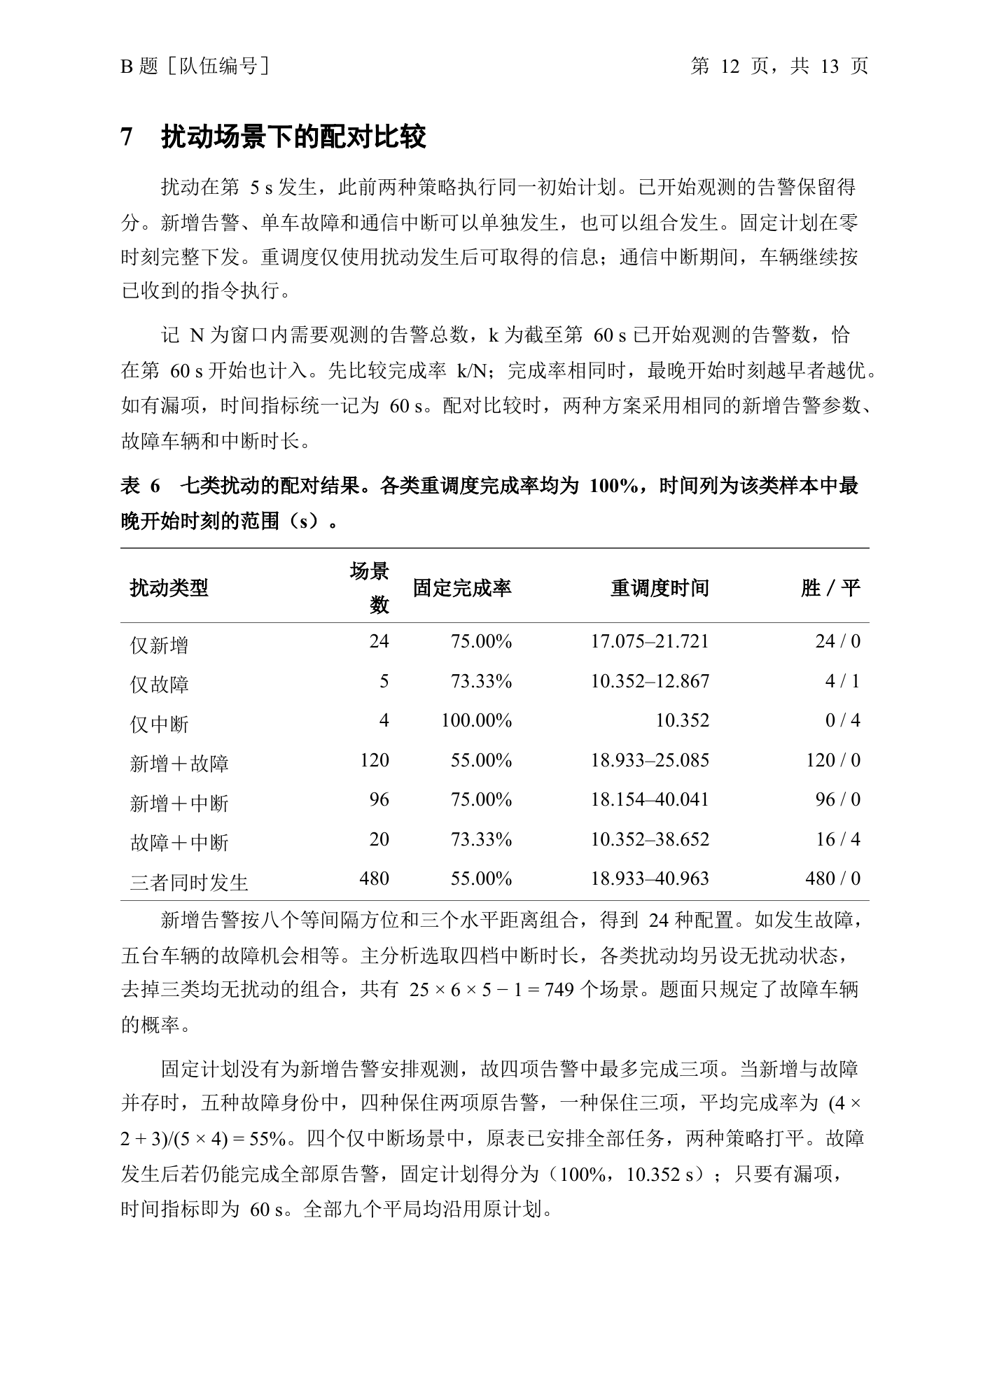 B 题［队伍编号］ 第 12 页，共 13 页
7 扰动场景下的配对比较
扰动在第 5 s 发生，此前两种策略执行同一初始计划。已开始观测的告警保留得
分。新增告警、单车故障和通信中断可以单独发生，也可以组合发生。固定计划在零
时刻完整下发。重调度仅使用扰动发生后可取得的信息；通信中断期间，车辆继续按
已收到的指令执行。
记 N 为窗口内需要观测的告警总数，k 为截至第 60 s 已开始观测的告警数，恰
在第 60 s 开始也计入。先比较完成率 k/N；完成率相同时，最晚开始时刻越早者越优。
如有漏项，时间指标统一记为 60 s。配对比较时，两种方案采用相同的新增告警参数、
故障车辆和中断时长。
表 6 七类扰动的配对结果。各类重调度完成率均为 100%，时间列为该类样本中最
晚开始时刻的范围（s）。
扰动类型 场景数 固定完成率 重调度时间 胜 / 平
仅新增 24 75.00% 17.075–21.721 24 / 0
仅故障 5 73.33% 10.352–12.867 4 / 1
仅中断 4 100.00% 10.352 0 / 4
新增＋故障 120 55.00% 18.933–25.085 120 / 0
新增＋中断 96 75.00% 18.154–40.041 96 / 0
故障＋中断 20 73.33% 10.352–38.652 16 / 4
三者同时发生 480 55.00% 18.933–40.963 480 / 0
新增告警按八个等间隔方位和三个水平距离组合，得到 24 种配置。如发生故障，
五台车辆的故障机会相等。主分析选取四档中断时长，各类扰动均另设无扰动状态，
去掉三类均无扰动的组合，共有 25 × 6 × 5 − 1 = 749 个场景。题面只规定了故障车辆
的概率。
固定计划没有为新增告警安排观测，故四项告警中最多完成三项。当新增与故障
并存时，五种故障身份中，四种保住两项原告警，一种保住三项，平均完成率为 (4 ×
2 + 3)/(5 × 4) = 55%。四个仅中断场景中，原表已安排全部任务，两种策略打平。故障
发生后若仍能完成全部原告警，固定计划得分为（100%，10.352 s）；只要有漏项，
时间指标即为 60 s。全部九个平局均沿用原计划。